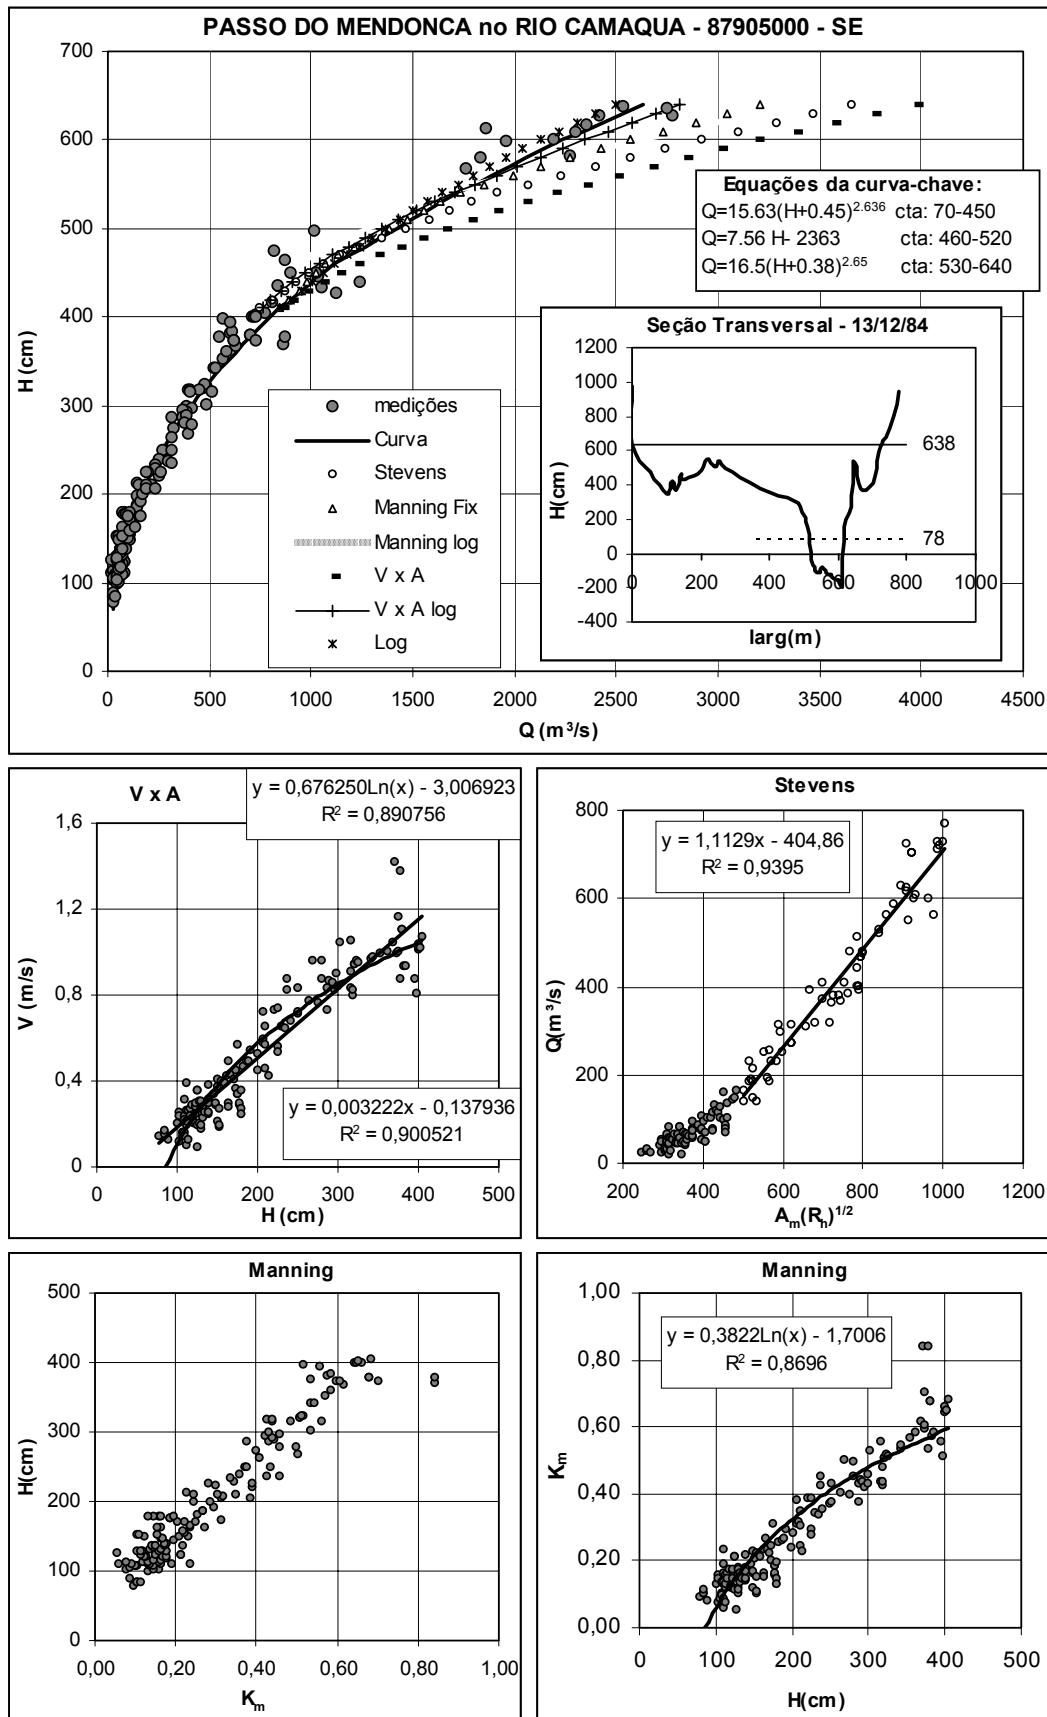 PASSO DO MENDONCA no RIO CAMAQUA - 87905000 - SE
700
600
500
400
300
200
100
0
H (cm)
0 500 1000 1500 2000 2500 3000 3500 4000 4500
Q (m³/s)
Equações da curva-chave:
Q=15.63(H+0.45)^2.636 cta: 70-450
Q=7.56 H- 2363 cta: 460-520
Q=16.5(H+0.38)^2.65 cta: 530-640
medições
Curva
Stevens
Manning Fix
Manning log
V x A
V x A log
Log
Seção Transversal - 13/12/84
1200
1000
800
600
400
200
0
-200
-400
H(cm)
638
78
0 200 400 600 800 1000
larg(m)
V x A
y = 0,676250Ln(x) - 3,006923
R² = 0,890756
1,6
1,2
0,8
0,4
0
V (m/s)
y = 0,003222x - 0,137936
R² = 0,900521
0 100 200 300 400 500
H (cm)
Stevens
y = 1,1129x - 404,86
R² = 0,9395
800
600
400
200
0
Q(m³/s)
200 400 600 800 1000 1200
Aₘ(Rₕ)^1/2
Manning
500
400
300
200
100
0
H(cm)
0,00 0,20 0,40 0,60 0,80 1,00
Kₘ
Manning
y = 0,3822Ln(x) - 1,7006
R² = 0,8696
1,00
0,80
0,60
0,40
0,20
0,00
Kₘ
0 100 200 300 400 500
H(cm)